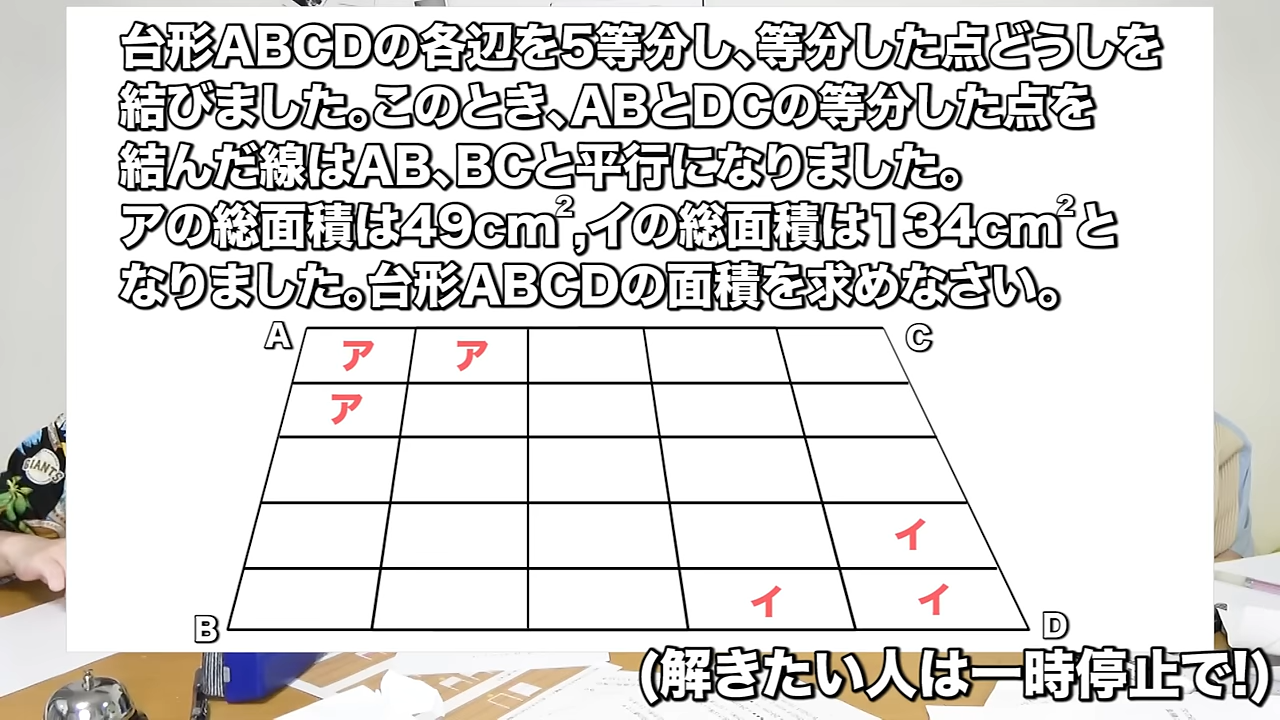 台形ABCDの各辺を5等分し、等分した点どうしを
結びました。このとき、ABとDCの等分した点を
結んだ線はAB、BCと平行になりました。
アの総面積は49cm²,イの総面積は134cm²と
なりました。台形ABCDの面積を求めなさい。
A
C
ア ア
ア
GIANTS
イ
イ イ
B
D
(解きたい人は一時停止で!)